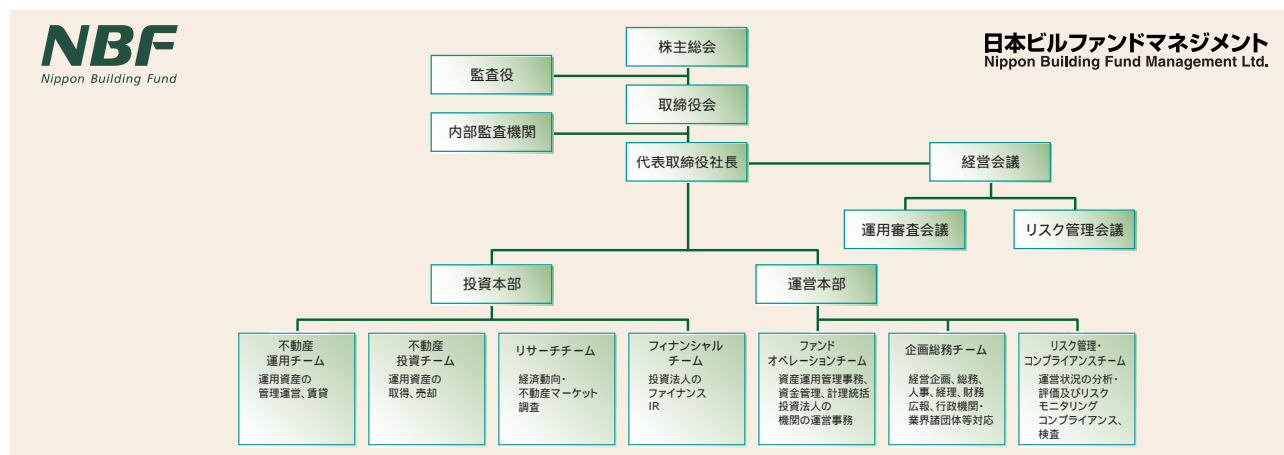 NBF
Nippon Building Fund
日本ビルファンドマネジメント
Nippon Building Fund Management Ltd.
株主総会
監査役
取締役会
内部監査機関
代表取締役社長
経営会議
運用審査会議
リスク管理会議
投資本部
運営本部
不動産
運用チーム
運用資産の
管理運営、賃貸
不動産
投資チーム
運用資産の
取得、売却
リサーチチーム
経済動向・
不動産マーケット
調査
フィナンシャル
チーム
投資法人の
ファイナンス
IR
ファンド
オペレーションチーム
資産運用管理事務、
資金管理、計理統括
投資法人の
機関の運営事務
企画総務チーム
経営企画、総務、
人事、経理、財務
広報、行政機関・
業界諸団体等対応
リスク管理・
コンプライアンスチーム
運営状況の分析・
評価及びリスク
モニタリング
コンプライアンス、
検査